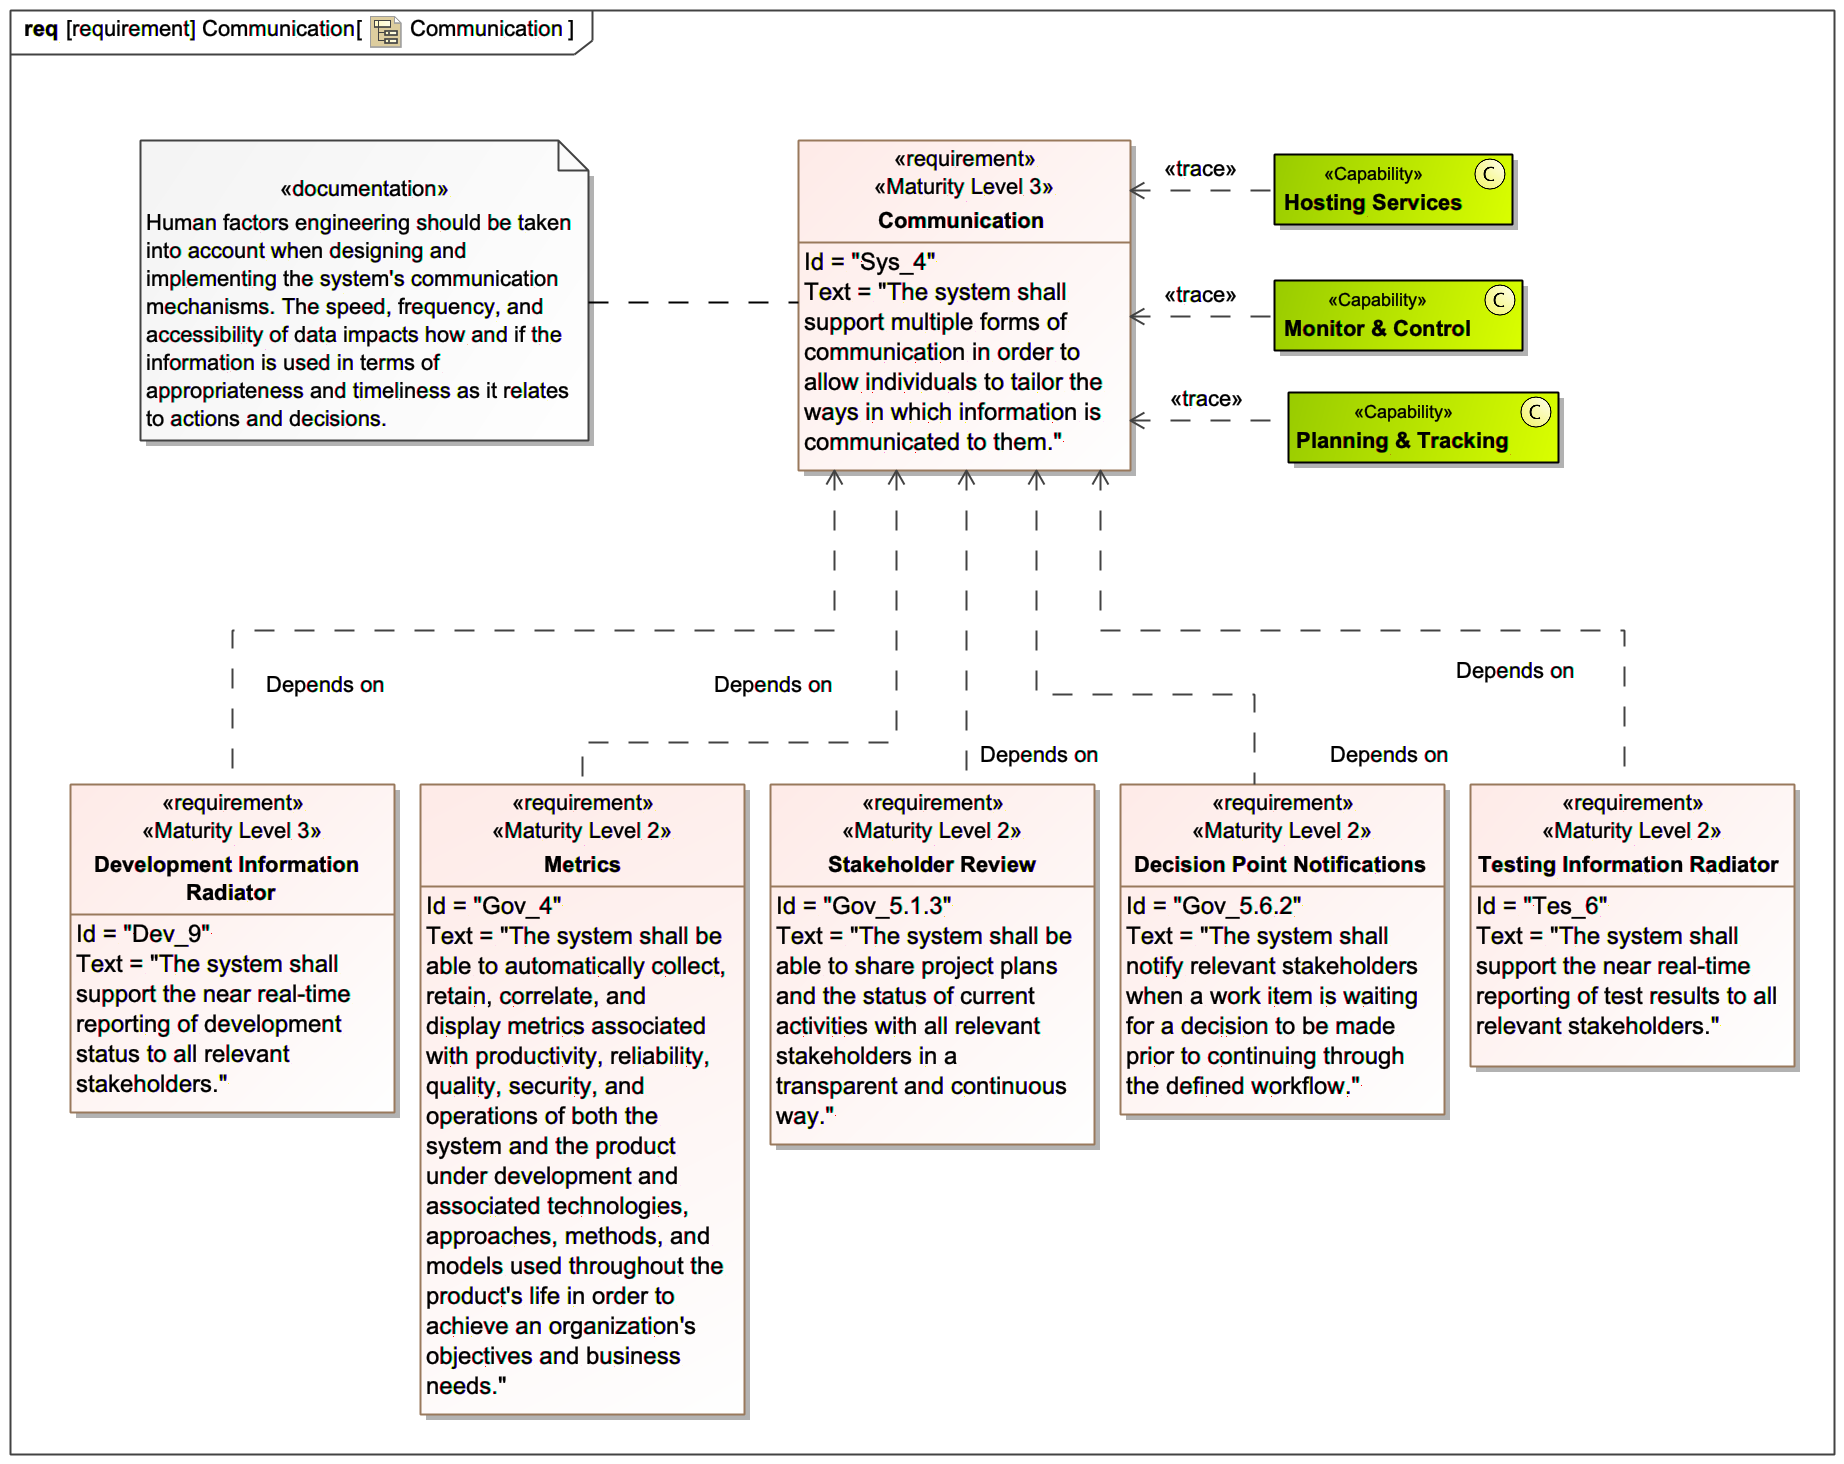 req [requirement] Communication[ Communication ]
«documentation»
Human factors engineering should be taken
into account when designing and
implementing the system's communication
mechanisms. The speed, frequency, and
accessibility of data impacts how and if the
information is used in terms of
appropriateness and timeliness as it relates
to actions and decisions.
«requirement»
«Maturity Level 3»
Communication
Id = "Sys_4"
Text = "The system shall
support multiple forms of
communication in order to
allow individuals to tailor the
ways in which information is
communicated to them."
«trace»
«Capability»
C
Hosting Services
«trace»
«Capability»
C
Monitor & Control
«trace»
«Capability»
C
Planning & Tracking
Depends on
Depends on
Depends on
Depends on
Depends on
«requirement»
«Maturity Level 3»
Development Information
Radiator
Id = "Dev_9"
Text = "The system shall
support the near real-time
reporting of development
status to all relevant
stakeholders."
«requirement»
«Maturity Level 2»
Metrics
Id = "Gov_4"
Text = "The system shall be
able to automatically collect,
retain, correlate, and
display metrics associated
with productivity, reliability,
quality, security, and
operations of both the
system and the product
under development and
associated technologies,
approaches, methods, and
models used throughout the
product's life in order to
achieve an organization's
objectives and business
needs."
«requirement»
«Maturity Level 2»
Stakeholder Review
Id = "Gov_5.1.3"
Text = "The system shall be
able to share project plans
and the status of current
activities with all relevant
stakeholders in a
transparent and continuous
way."
«requirement»
«Maturity Level 2»
Decision Point Notifications
Id = "Gov_5.6.2"
Text = "The system shall
notify relevant stakeholders
when a work item is waiting
for a decision to be made
prior to continuing through
the defined workflow."
«requirement»
«Maturity Level 2»
Testing Information Radiator
Id = "Tes_6"
Text = "The system shall
support the near real-time
reporting of test results to all
relevant stakeholders."